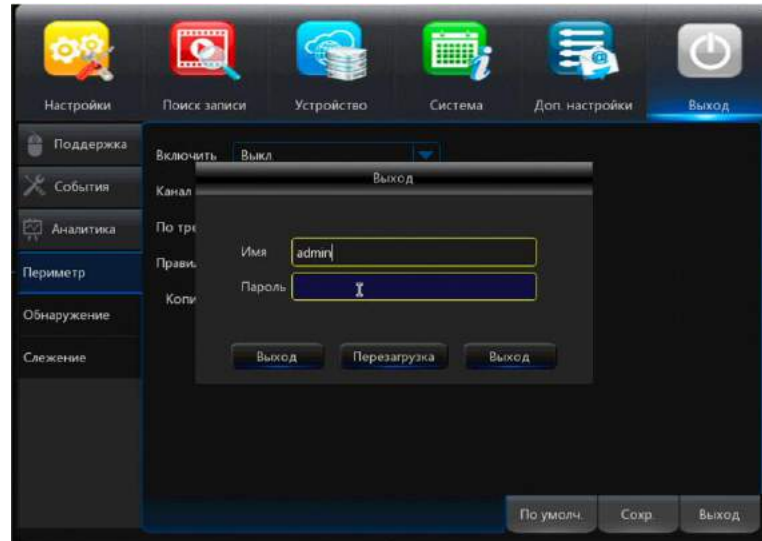 Настройки
Поиск записи
Устройство
Система
Доп. настройки
Выход
Поддержка
События
Аналитика
Периметр
Обнаружение
Слежение
Включить Выкл.
Канал
По тре
Прави
Копи
Выход
Имя admin
Пароль
Выход Перезагрузка Выход
По умолч. Сохр. Выход